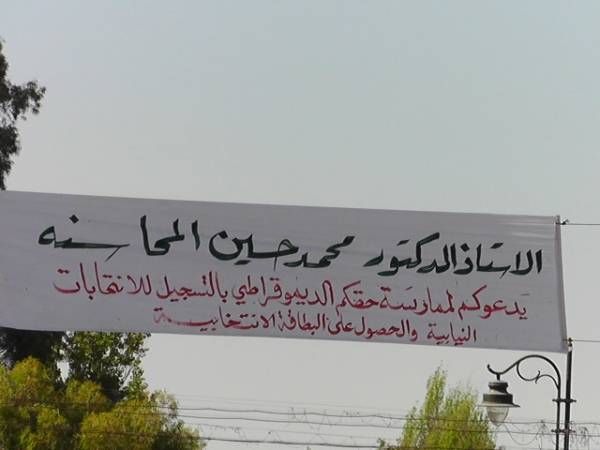 الاستاذ الدكتور محمد حسين المحاسنه
يدعوكم لممارسة حقكم الديموقراطي بالتسجيل للانتخابات
النيابية والحصول على البطاقة الانتخابية